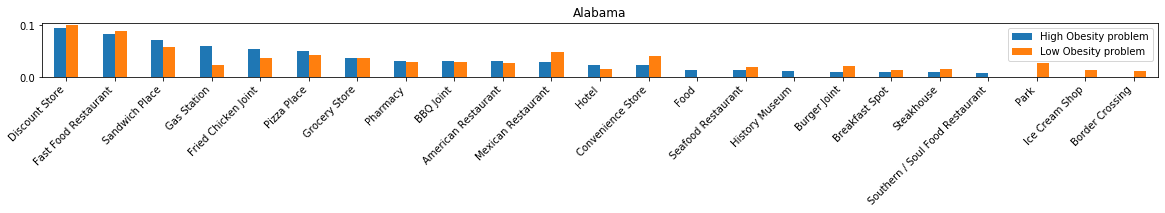 Alabama
0.1
0.0
High Obesity problem
Low Obesity problem
Discount Store
Fast Food Restaurant
Sandwich Place
Gas Station
Fried Chicken Joint
Pizza Place
Grocery Store
Pharmacy
BBQ Joint
American Restaurant
Mexican Restaurant
Hotel
Convenience Store
Food
Seafood Restaurant
History Museum
Burger Joint
Breakfast Spot
Steakhouse
Southern / Soul Food Restaurant
Park
Ice Cream Shop
Border Crossing